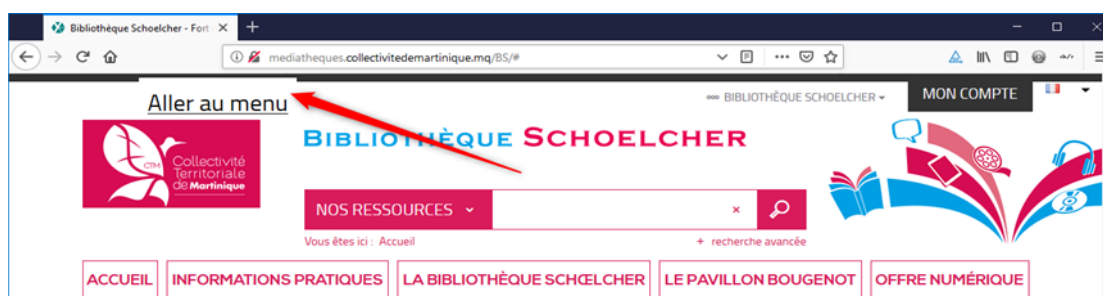 Bibliothèque Schoelcher - Fort
mediatheques.collectivitedemartinique.mq/BS/#
Aller au menu
BIBLIOTHÈQUE SCHOELCHER
MON COMPTE
BIBLIOTHÈQUE SCHOELCHER
CTM
Collectivité
Territoriale
de Martinique
NOS RESSOURCES
Vous êtes ici : Accueil
+ recherche avancée
ACCUEIL
INFORMATIONS PRATIQUES
LA BIBLIOTHÈQUE SCHŒLCHER
LE PAVILLON BOUGENOT
OFFRE NUMÉRIQUE